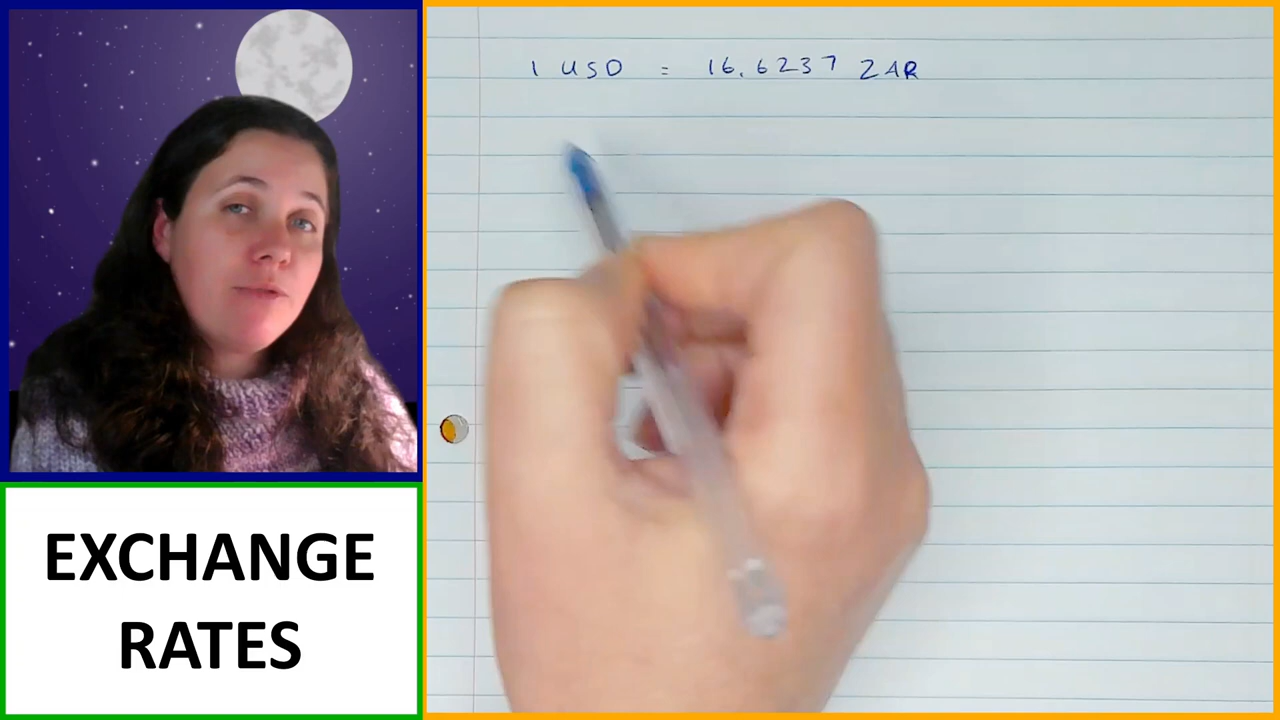 1 USD = 16.6237 ZAR
EXCHANGE
RATES